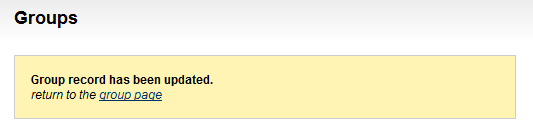 Groups
Group record has been updated.
return to the group page